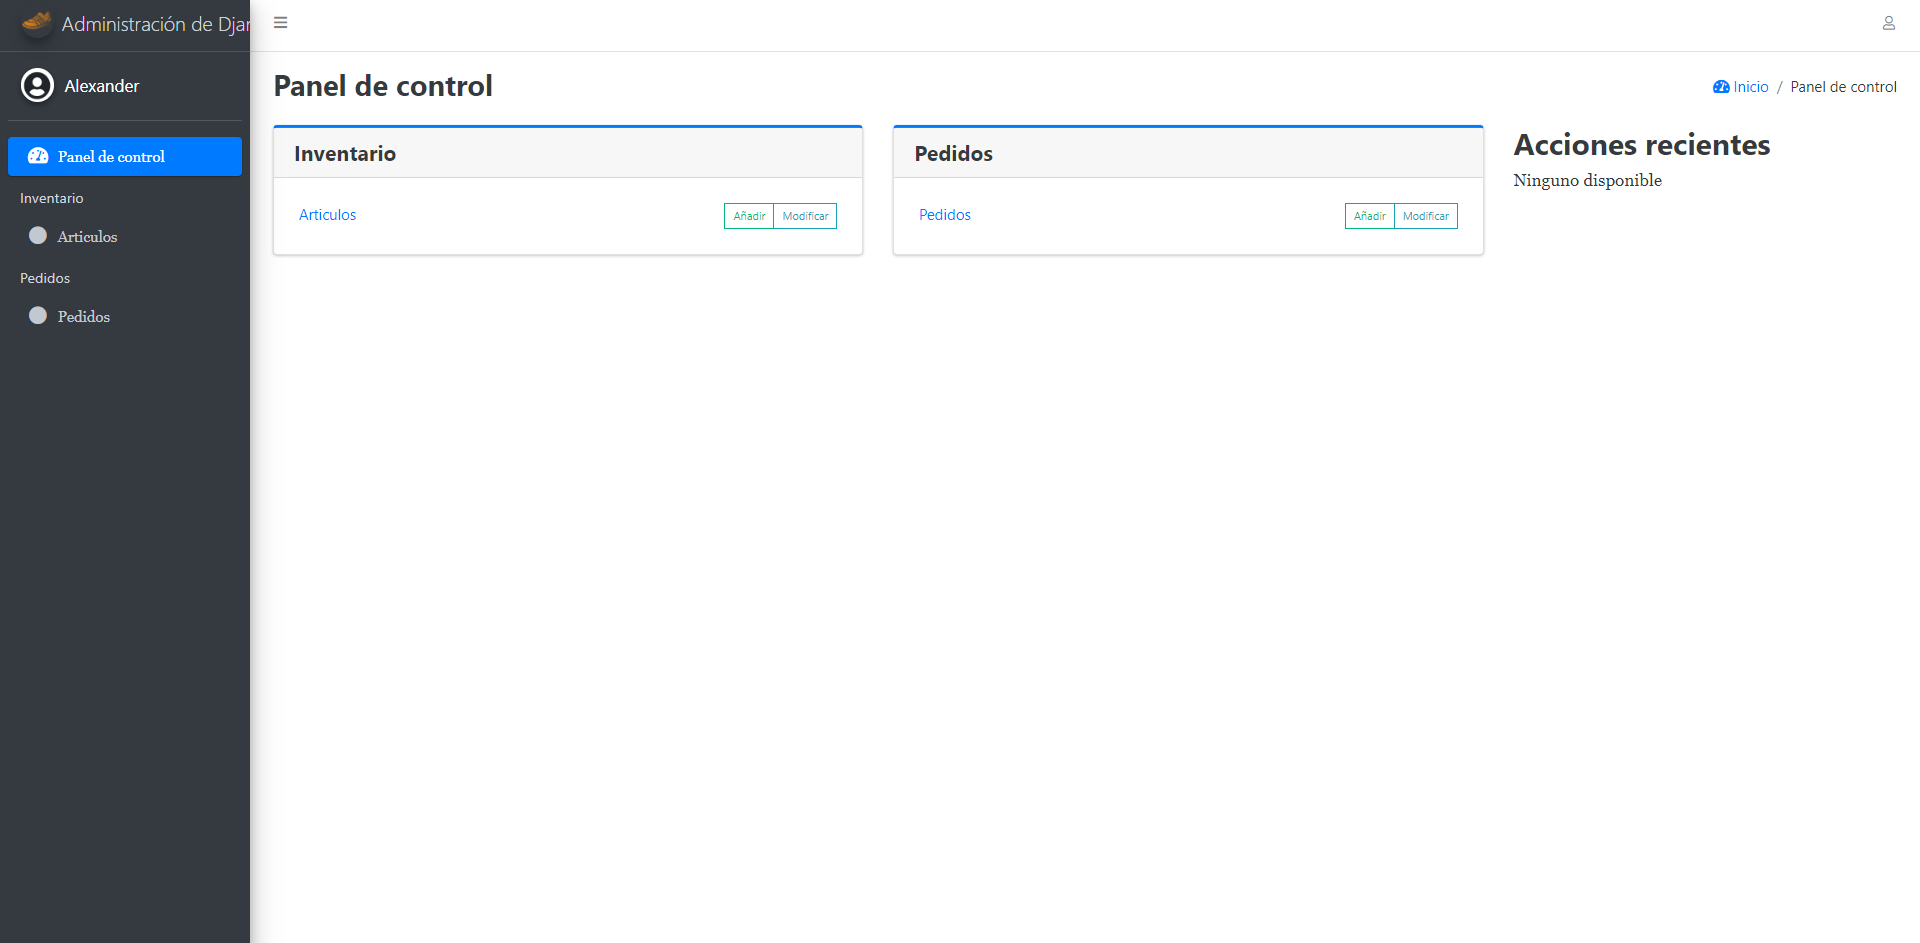 Administración de Djan
Alexander
Panel de control
Inventario
Articulos
Pedidos
Pedidos
Panel de control
Inicio / Panel de control
Inventario
Articulos
Añadir
Modificar
Pedidos
Pedidos
Añadir
Modificar
Acciones recientes
Ninguno disponible